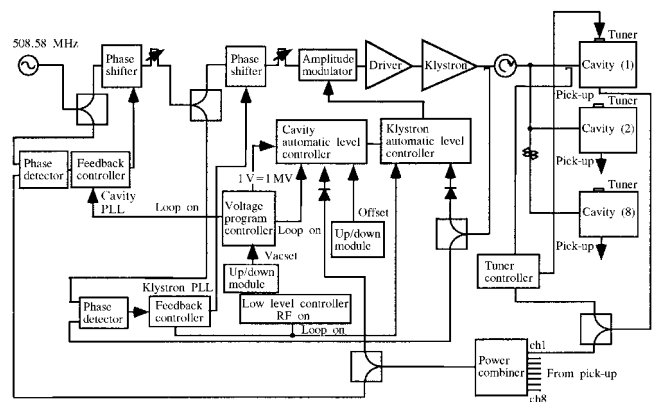 508.58 MHz
Phase
shifter
Phase
shifter
Amplitude
modulator
Driver
Klystron
Tuner
Cavity (1)
Pick-up
Tuner
Cavity (2)
Pick-up
Tuner
Cavity (8)
Pick-up
Phase
detector
Feedback
controller
Cavity
PLL
Loop on
Cavity
automatic level
controller
Klystron
automatic level
controller
1 V = 1 MV
Voltage
program
controller
Loop on
Offset
Up/down
module
Vacset
Up/down
module
Tuner
controller
Klystron PLL
Phase
detector
Feedback
controller
Low level controller
RF on
Loop on
Power
combiner
ch1
From pick-up
ch8